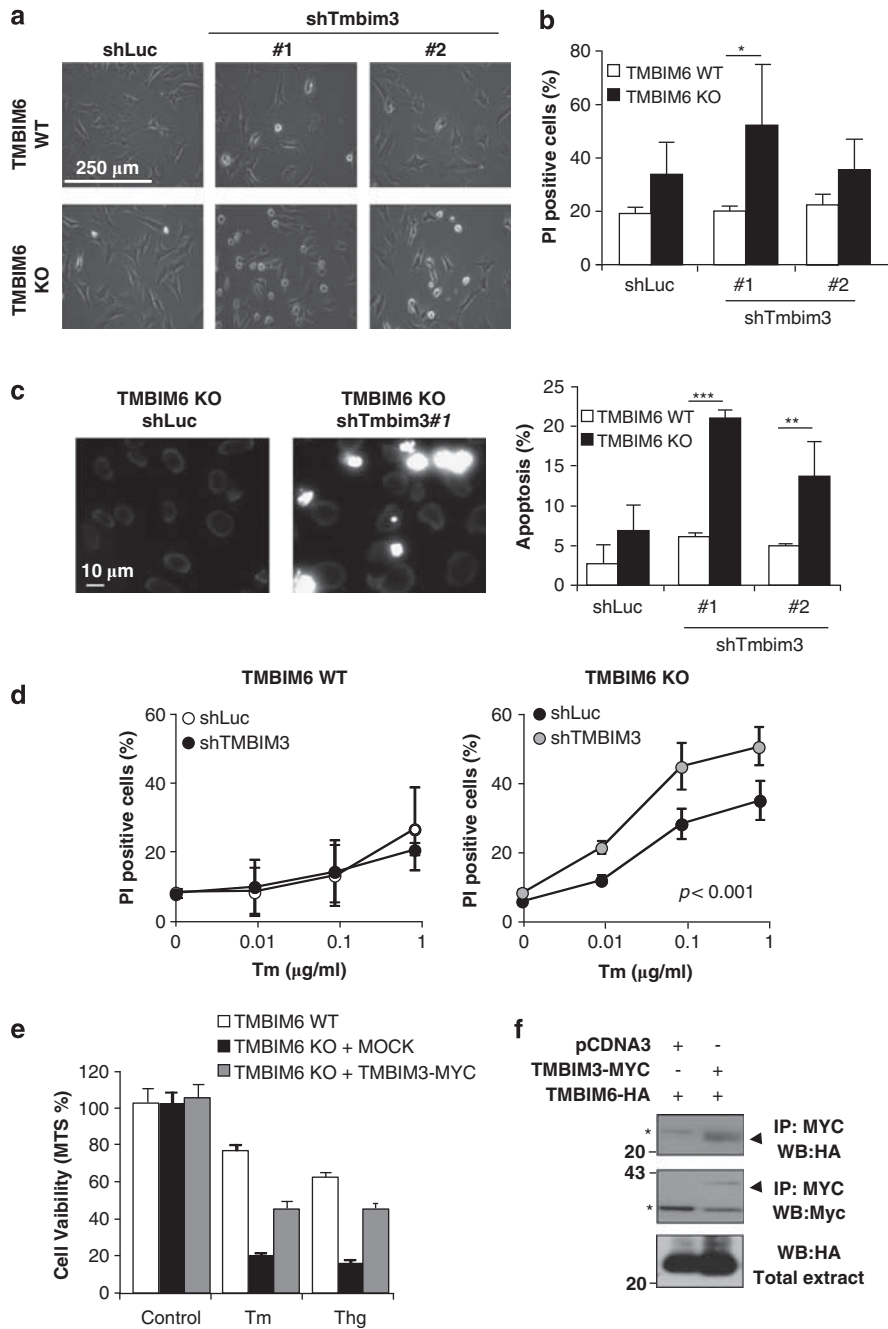 a
shTmbim3
shLuc
#1
#2
TMBIM6 WT
250 μm
TMBIM6 KO
b
80
60
40
20
0
PI positive cells (%)
TMBIM6 WT
TMBIM6 KO
*
shLuc
#1
#2
shTmbim3
c
TMBIM6 KO
shLuc
TMBIM6 KO
shTmbim3#1
10 μm
25
20
15
10
5
0
Apoptosis (%)
TMBIM6 WT
TMBIM6 KO
***
**
shLuc
#1
#2
shTmbim3
d
TMBIM6 WT
60
40
20
0
PI positive cells (%)
shLuc
shTMBIM3
0 0.01 0.1 1
Tm (μg/ml)
TMBIM6 KO
60
40
20
0
PI positive cells (%)
shLuc
shTMBIM3
p< 0.001
0 0.01 0.1 1
Tm (μg/ml)
e
TMBIM6 WT
TMBIM6 KO + MOCK
TMBIM6 KO + TMBIM3-MYC
120
100
80
60
40
20
0
Cell Vaibility (MTS %)
Control Tm Thg
f
pCDNA3 + -
TMBIM3-MYC - +
TMBIM6-HA + +
*
20
IP: MYC
WB:HA
43
*
IP: MYC
WB:Myc
20
WB:HA
Total extract